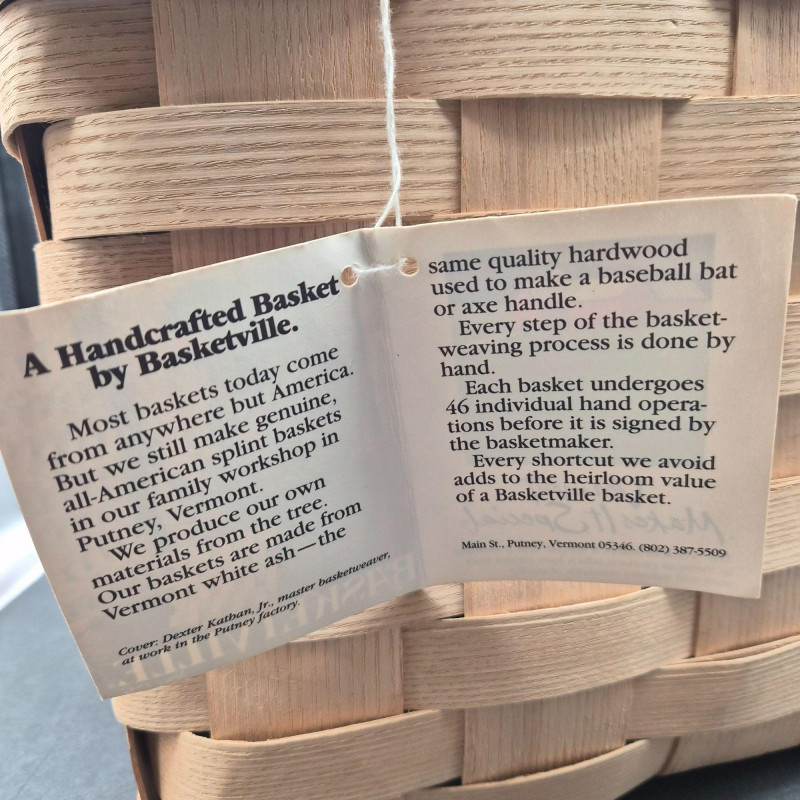 A Handcrafted Basket
by Basketville.
Most baskets today come
from anywhere but America.
But we still make genuine,
all-American splint baskets
in our family workshop in
Putney, Vermont.
We produce our own
materials from the tree.
Our baskets are made from
Vermont white ash—the
Cover: Dexter Kathan, Jr., master basketweaver,
at work in the Putney factory.
same quality hardwood
used to make a baseball bat
or axe handle.
Every step of the basket-
weaving process is done by
hand.
Each basket undergoes
46 individual hand opera-
tions before it is signed by
the basketmaker.
Every shortcut we avoid
adds to the heirloom value
of a Basketville basket.
Makes It Special
Main St., Putney, Vermont 05346. (802) 387-5509
BASKETVILLE